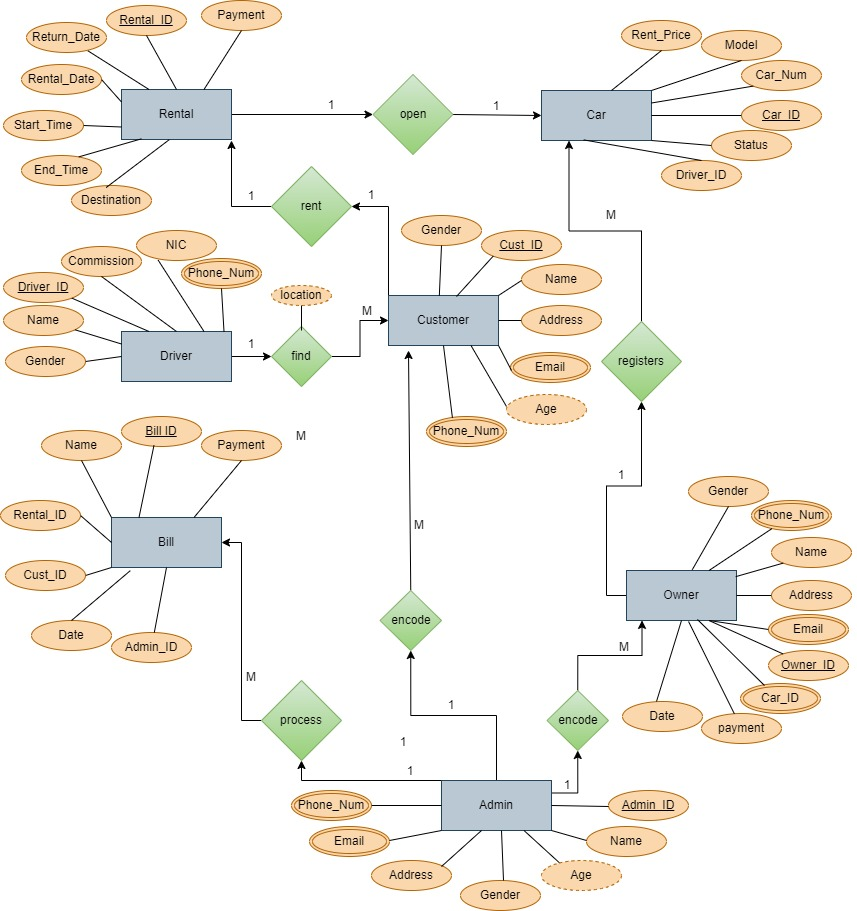 Payment
Rental_ID
Return_Date
Rental_Date
Start_Time
End_Time
Destination
Rental
1
open
1
Rent_Price
Model
Car_Num
Car_ID
Status
Driver_ID
Car
1
rent
1
M
NIC
Commission
Phone_Num
Driver_ID
Name
Gender
Driver
1
location
find
M
Gender
Cust_ID
Name
Address
Email
Age
Phone_Num
Customer
registers
1
M
Name
Bill ID
Payment
Rental_ID
Cust_ID
Date
Admin_ID
Bill
M
encode
1
M
process
1
1
Gender
Phone_Num
Name
Address
Email
Owner_ID
Car_ID
payment
Date
Owner
M
encode
1
Phone_Num
Email
Address
Gender
Age
Name
Admin_ID
Admin